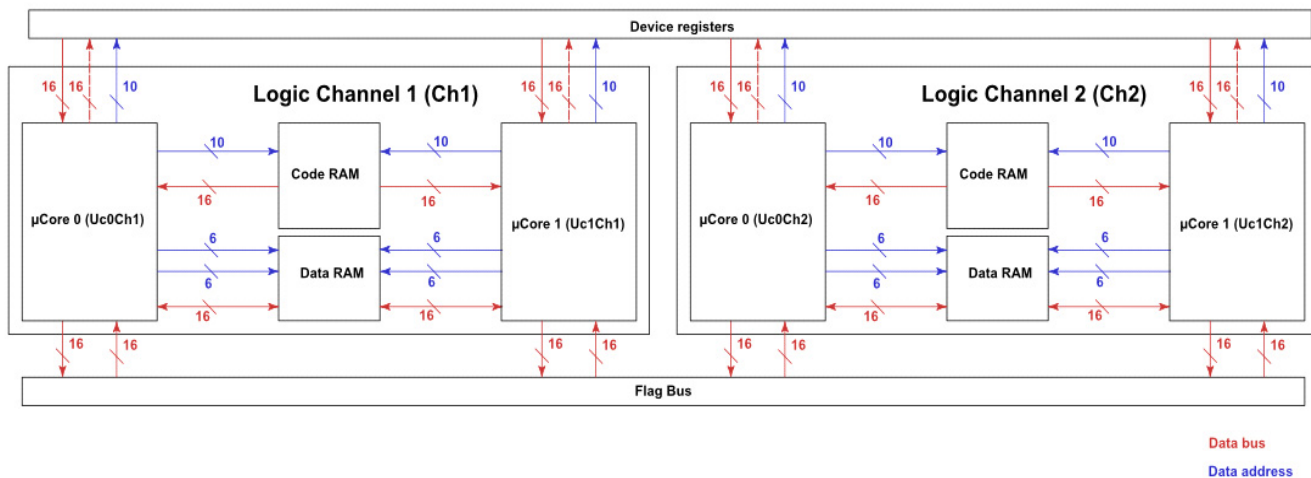 Device registers
16 16 10 16 16 10 16 16 10 16 16 10
Logic Channel 1 (Ch1) Logic Channel 2 (Ch2)
10 10 10 10
Code RAM Code RAM
16 16 16 16
µCore 0 (Uc0Ch1) µCore 1 (Uc1Ch1) µCore 0 (Uc0Ch2) µCore 1 (Uc1Ch2)
6 6 6 6
Data RAM Data RAM
6 6 6 6
16 16 16 16
16 16 16 16 16 16 16 16
Flag Bus
Data bus
Data address